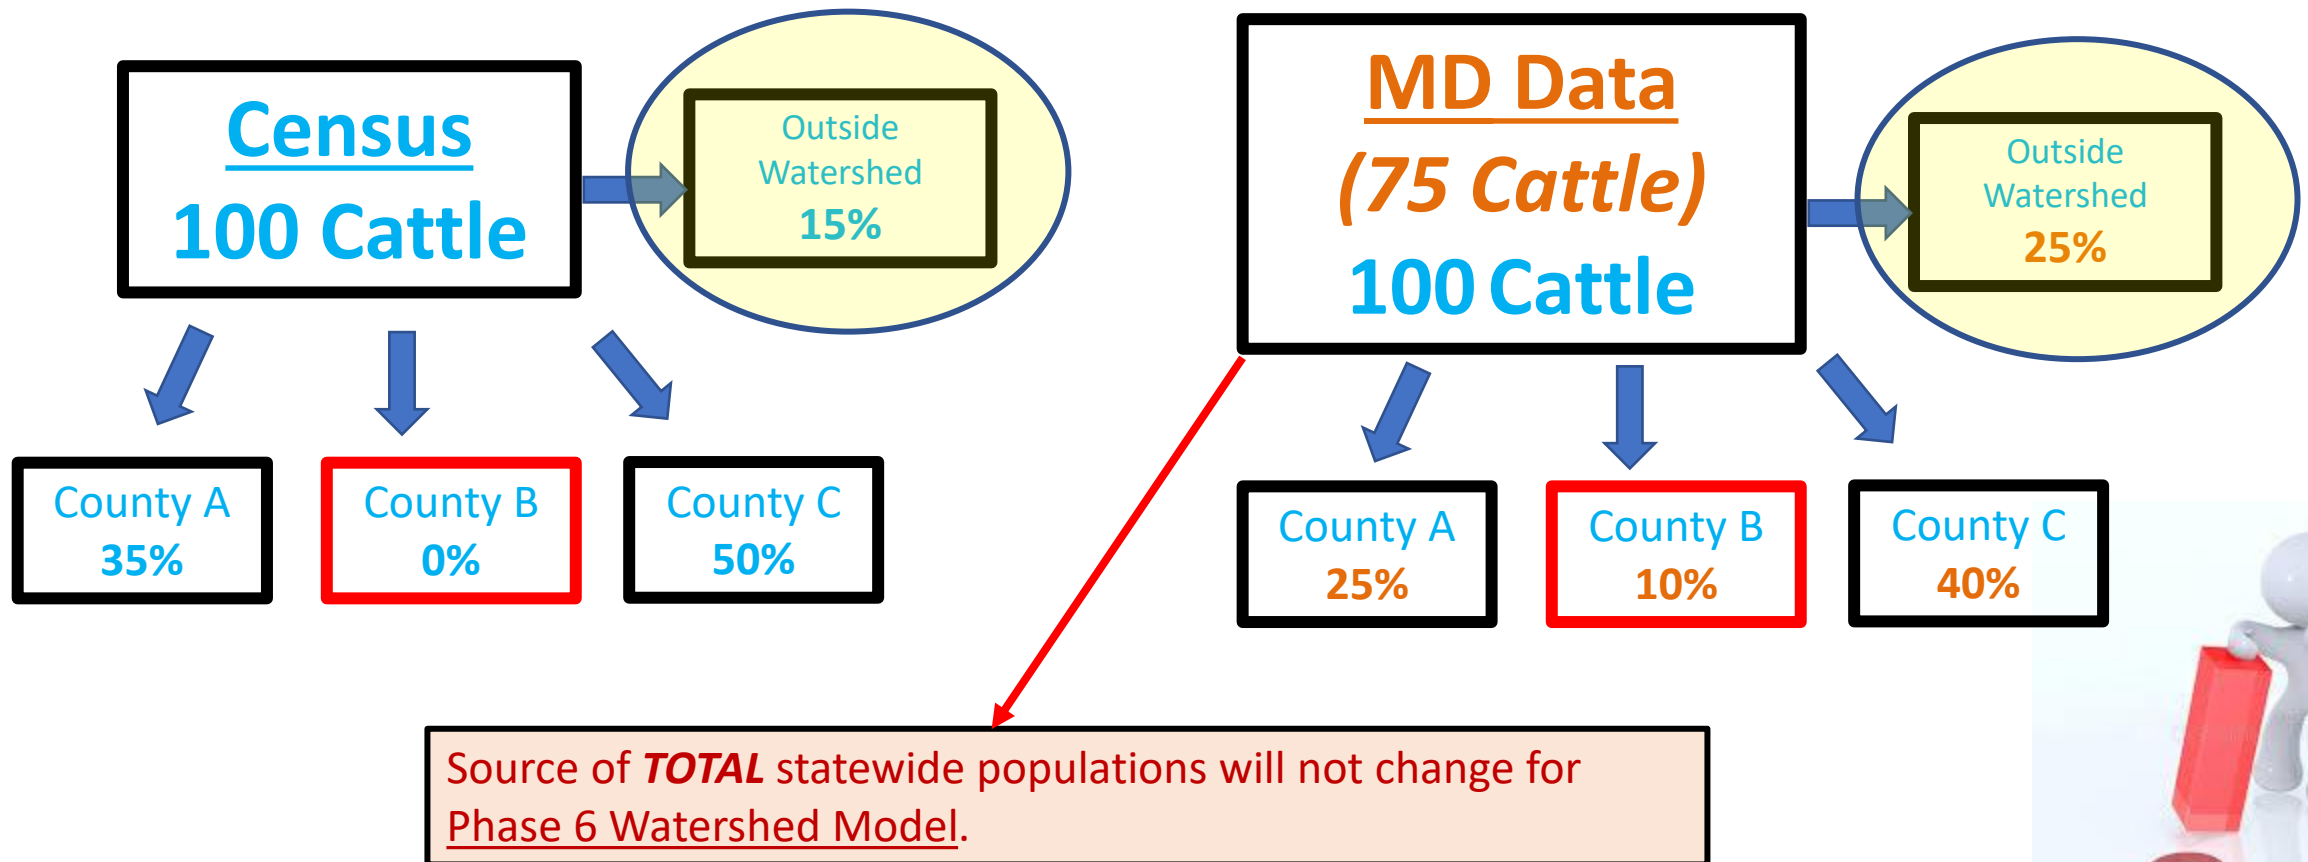 Census
100 Cattle
Outside
Watershed
15%
County A
35%
County B
0%
County C
50%
MD Data
(75 Cattle)
100 Cattle
Outside
Watershed
25%
County A
25%
County B
10%
County C
40%
Source of TOTAL statewide populations will not change for
Phase 6 Watershed Model.